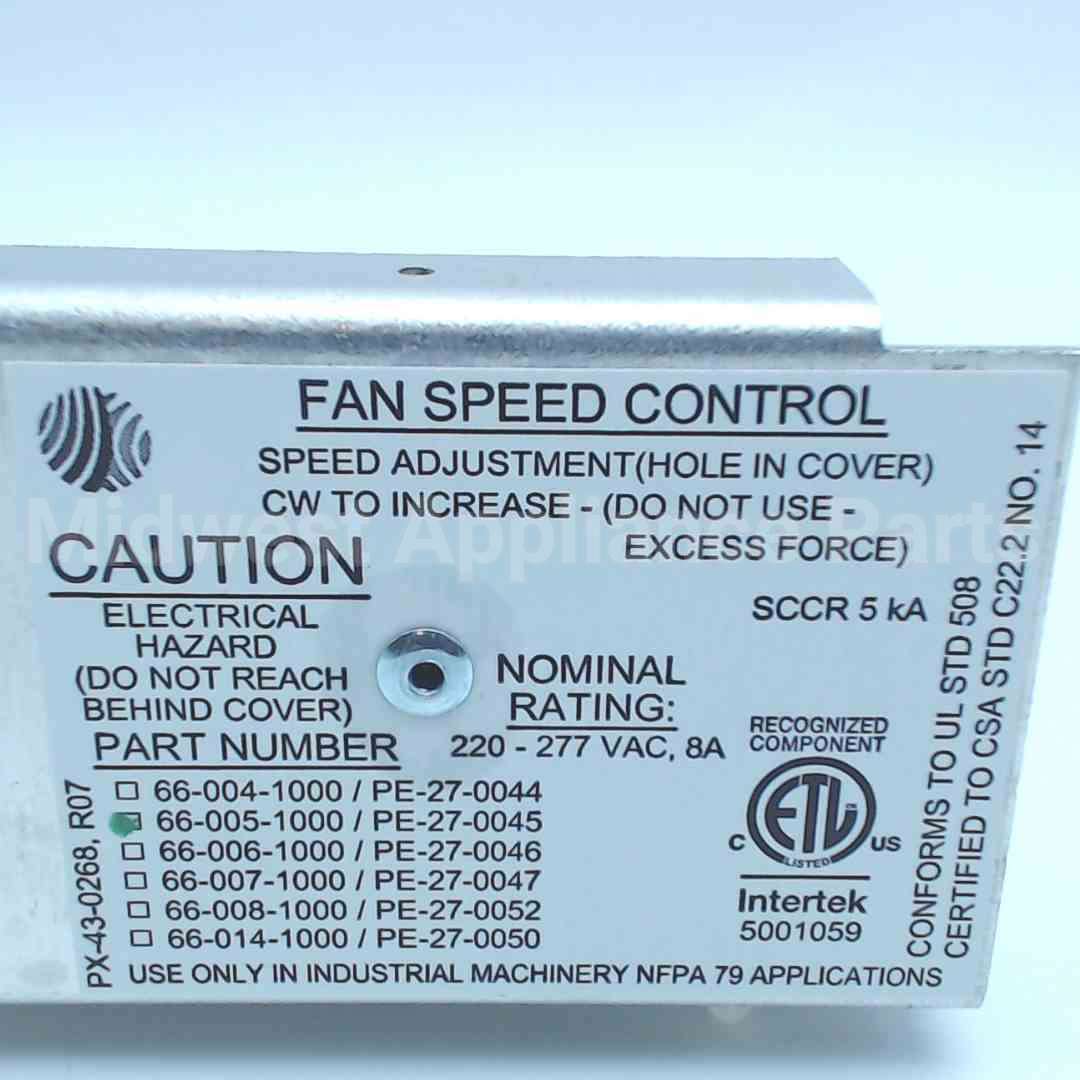 FAN SPEED CONTROL
SPEED ADJUSTMENT(HOLE IN COVER)
CW TO INCREASE - (DO NOT USE -
EXCESS FORCE)
Midwest Appliance Parts
CAUTION
ELECTRICAL
HAZARD
(DO NOT REACH
BEHIND COVER)
SCCR 5 kA
NOMINAL
RATING:
220 - 277 VAC, 8A
PART NUMBER
66-004-1000 / PE-27-0044
66-005-1000 / PE-27-0045
66-006-1000 / PE-27-0046
66-007-1000 / PE-27-0047
66-008-1000 / PE-27-0052
66-014-1000 / PE-27-0050
PX-43-0268, R07
RECOGNIZED
COMPONENT
ETL
C US
LISTED
Intertek
5001059
CONFORMS TO UL STD 508
CERTIFIED TO CSA STD C22.2 NO. 14
USE ONLY IN INDUSTRIAL MACHINERY NFPA 79 APPLICATIONS